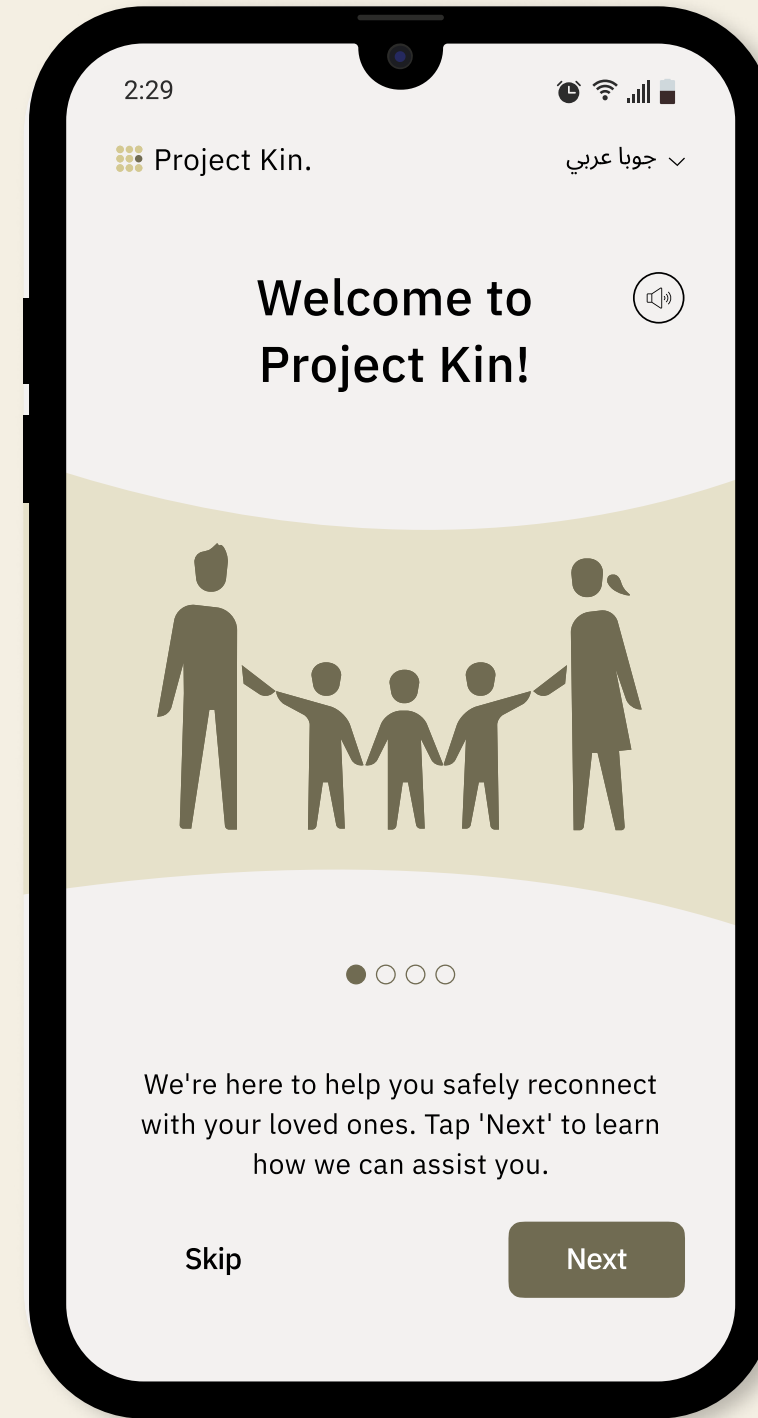 2:29
Project Kin.
جوبا عربي
Welcome to
Project Kin!
We're here to help you safely reconnect
with your loved ones. Tap 'Next' to learn
how we can assist you.
Skip
Next